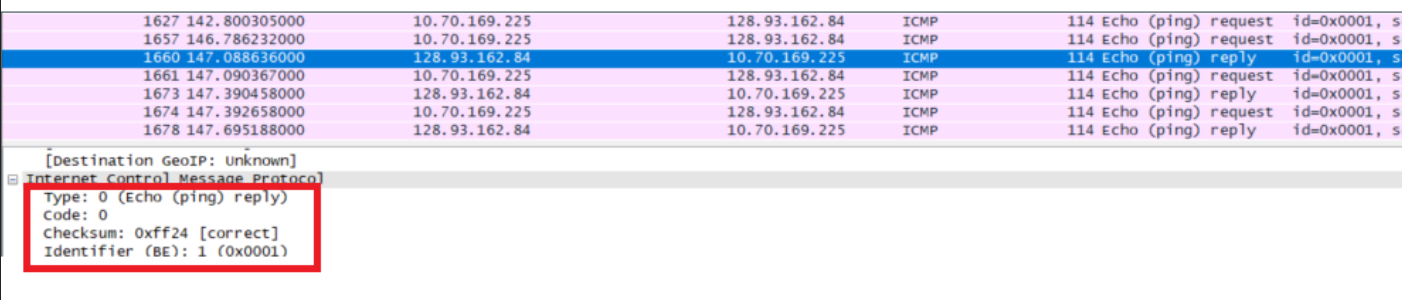 1627 142.800305000 10.70.169.225 128.93.162.84 ICMP 114 Echo (ping) request id=0x0001, s
1657 146.786232000 10.70.169.225 128.93.162.84 ICMP 114 Echo (ping) request id=0x0001, s
1660 147.088636000 128.93.162.84 10.70.169.225 ICMP 114 Echo (ping) reply id=0x0001, s
1661 147.090367000 10.70.169.225 128.93.162.84 ICMP 114 Echo (ping) request id=0x0001, s
1673 147.390458000 128.93.162.84 10.70.169.225 ICMP 114 Echo (ping) reply id=0x0001, s
1674 147.392658000 10.70.169.225 128.93.162.84 ICMP 114 Echo (ping) request id=0x0001, s
1678 147.695188000 128.93.162.84 10.70.169.225 ICMP 114 Echo (ping) reply id=0x0001, s
[Destination GeoIP: Unknown]
Internet Control Message Protocol
Type: 0 (Echo (ping) reply)
Code: 0
Checksum: 0xff24 [correct]
Identifier (BE): 1 (0x0001)